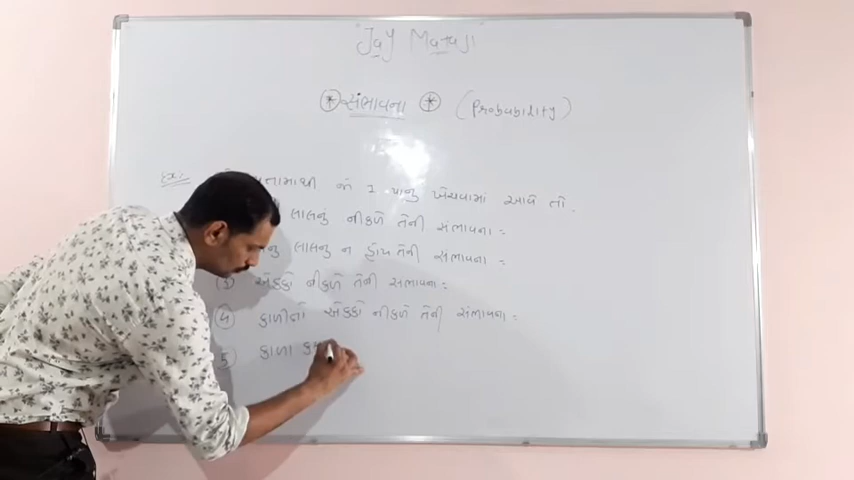 Jay Mataji
સંભાવના (Probability)
Ex:- જો 1 પાનુ ખેંચવામાં આવે તો.
લાલનું નીકળે તેની સંભાવના =
લાલનુ ન હોય તેની સંભાવના =
(3) એક્કો નીકળે તેની સંભાવના =
(4) કાળીનો એક્કો નીકળે તેની સંભાવના =
5) કાળા